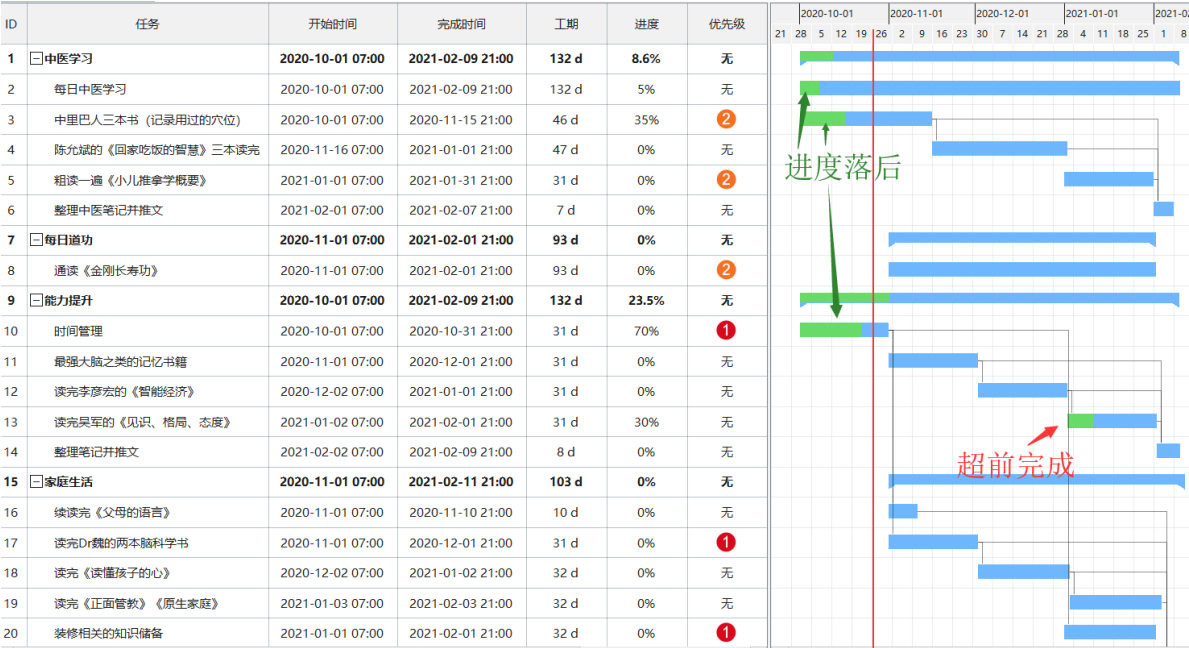 ID 任务 开始时间 完成时间 工期 进度 优先级 2020-10-01 2020-11-01 2020-12-01 2021-01-01 2021-02
21 28 5 12 19 26 2 9 16 23 30 7 14 21 28 4 11 18 25 1 8
1 中医学习 2020-10-01 07:00 2021-02-09 21:00 132 d 8.6% 无
2 每日中医学习 2020-10-01 07:00 2021-02-09 21:00 132 d 5% 无
3 中里巴人三本书（记录用过的穴位） 2020-10-01 07:00 2020-11-15 21:00 46 d 35% 2
4 陈允斌的《回家吃饭的智慧》三本读完 2020-11-16 07:00 2021-01-01 21:00 47 d 0% 无
进度落后
5 粗读一遍《小儿推拿学概要》 2021-01-01 07:00 2021-01-31 21:00 31 d 0% 2
6 整理中医笔记并推文 2021-02-01 07:00 2021-02-07 21:00 7 d 0% 无
7 每日道功 2020-11-01 07:00 2021-02-01 21:00 93 d 0% 无
8 通读《金刚长寿功》 2020-11-01 07:00 2021-02-01 21:00 93 d 0% 2
9 能力提升 2020-10-01 07:00 2021-02-09 21:00 132 d 23.5% 无
10 时间管理 2020-10-01 07:00 2020-10-31 21:00 31 d 70% 1
11 最强大脑之类的记忆书籍 2020-11-01 07:00 2020-12-01 21:00 31 d 0% 无
12 读完李彦宏的《智能经济》 2020-12-02 07:00 2021-01-01 21:00 31 d 0% 无
13 读完吴军的《见识、格局、态度》 2021-01-02 07:00 2021-02-01 21:00 31 d 30% 无
14 整理笔记并推文 2021-02-02 07:00 2021-02-09 21:00 8 d 0% 无
超前完成
15 家庭生活 2020-11-01 07:00 2021-02-11 21:00 103 d 0% 无
16 续读完《父母的语言》 2020-11-01 07:00 2020-11-10 21:00 10 d 0% 无
17 读完Dr魏的两本脑科学书 2020-11-01 07:00 2020-12-01 21:00 31 d 0% 1
18 读完《读懂孩子的心》 2020-12-02 07:00 2021-01-02 21:00 32 d 0% 无
19 读完《正面管教》《原生家庭》 2021-01-03 07:00 2021-02-03 21:00 32 d 0% 无
20 装修相关的知识储备 2021-01-01 07:00 2021-02-01 21:00 32 d 0% 1